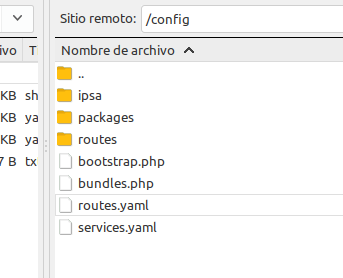 Sitio remoto: /config
ivo T Nombre de archivo
..
KB sh ipsa
KB ya packages
KB ya routes
7 B tx bootstrap.php
bundles.php
routes.yaml
services.yaml